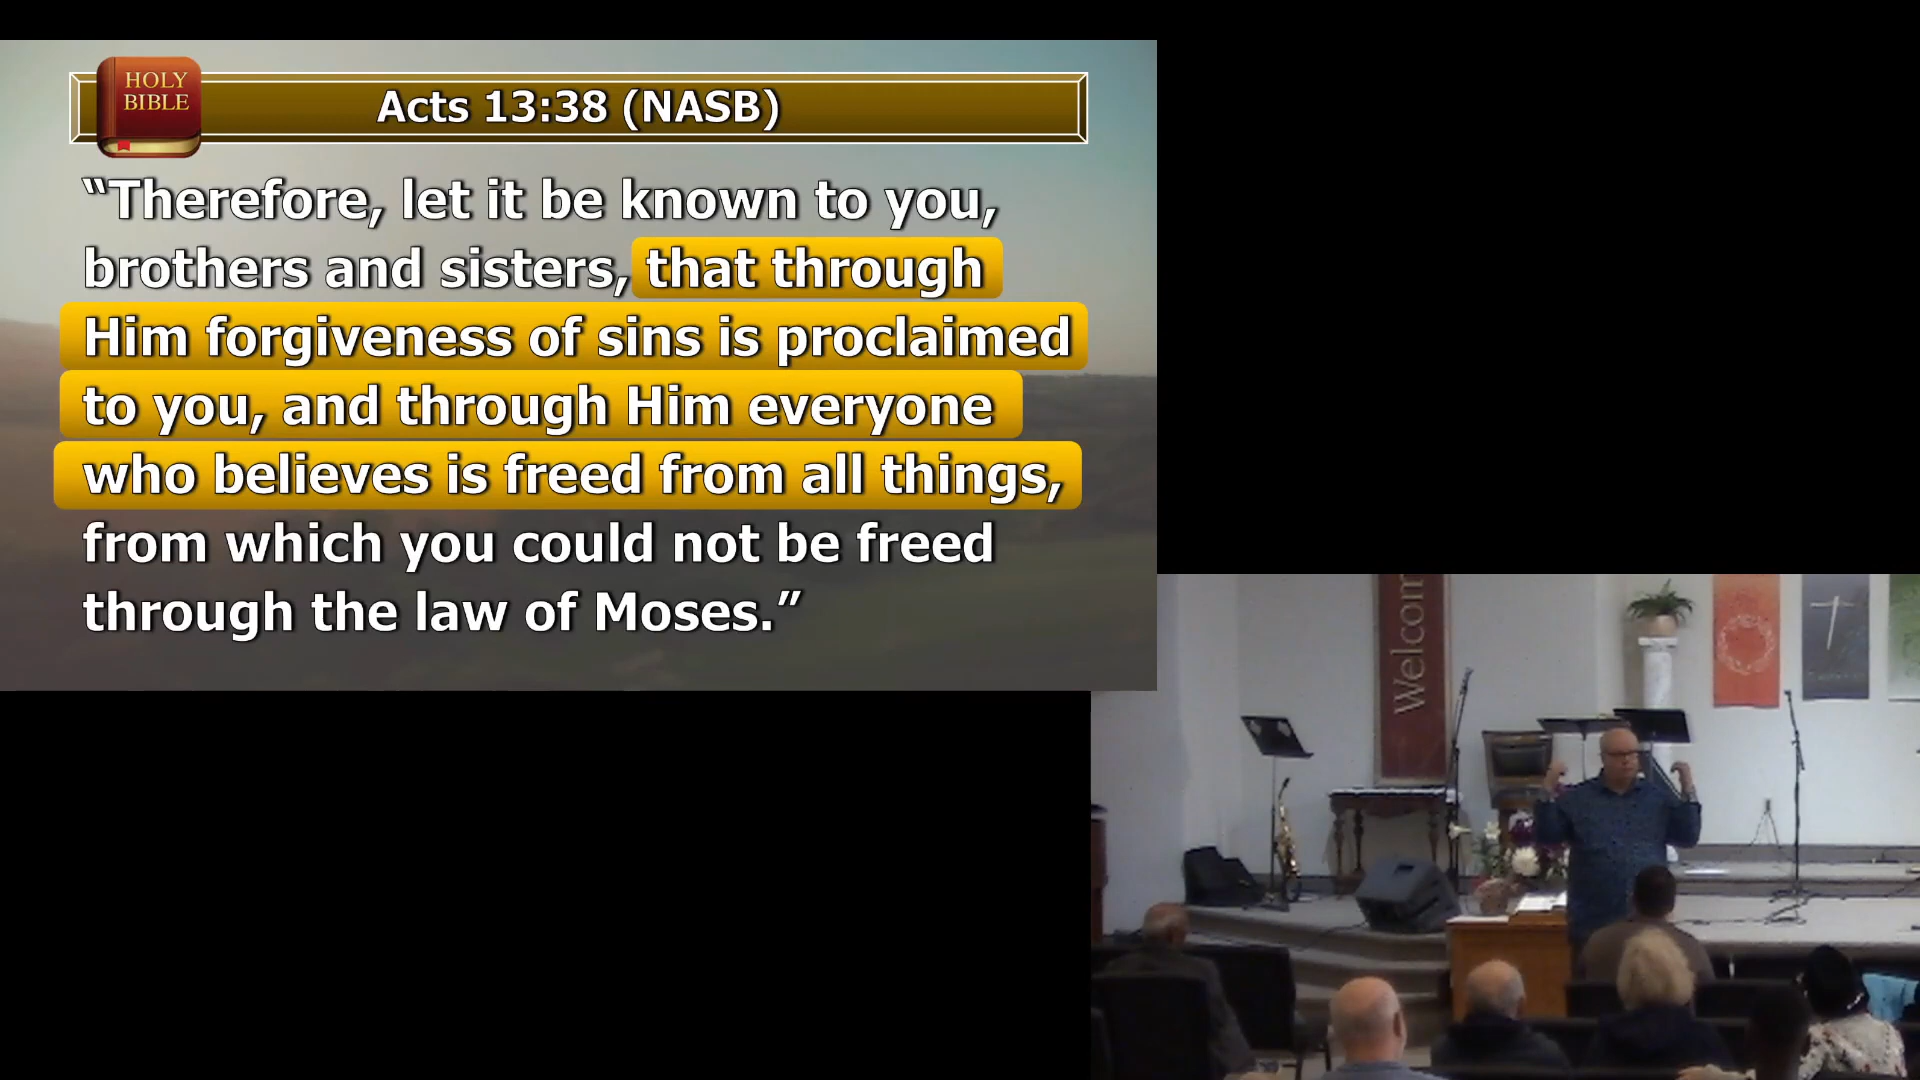 HOLY
BIBLE
Acts 13:38 (NASB)
“Therefore, let it be known to you,
brothers and sisters, that through
Him forgiveness of sins is proclaimed
to you, and through Him everyone
who believes is freed from all things,
from which you could not be freed
through the law of Moses.”
Welcom